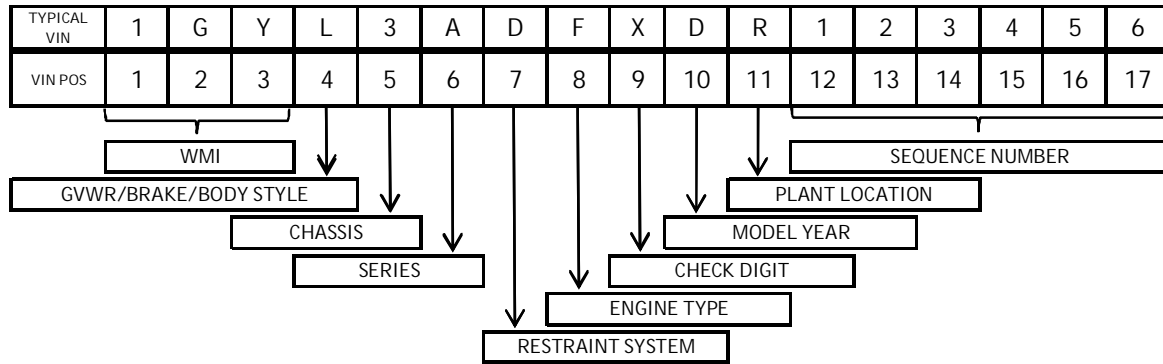 TYPICAL VIN 1 G Y L 3 A D F X D R 1 2 3 4 5 6
VIN POS 1 2 3 4 5 6 7 8 9 10 11 12 13 14 15 16 17
WMI SEQUENCE NUMBER
GVWR/BRAKE/BODY STYLE PLANT LOCATION
CHASSIS MODEL YEAR
SERIES CHECK DIGIT
ENGINE TYPE
RESTRAINT SYSTEM